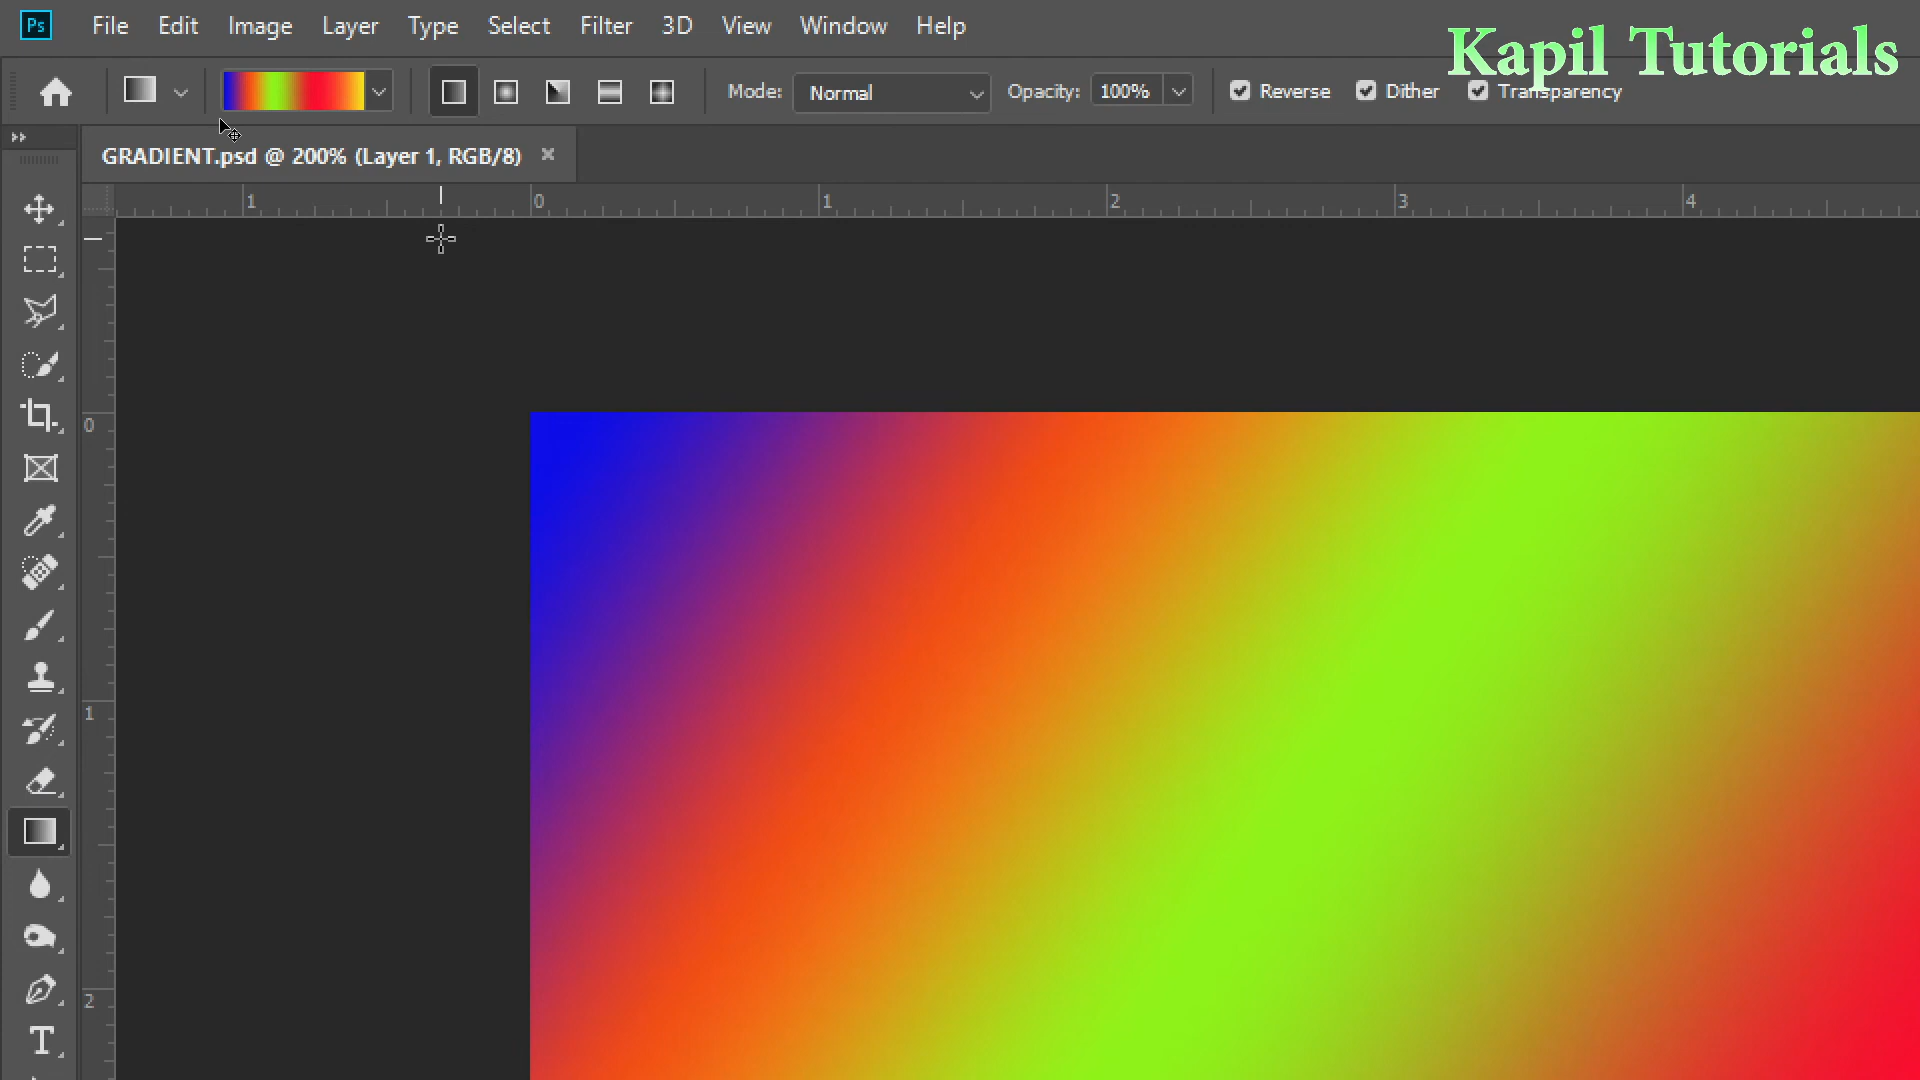 Ps File Edit Image Layer Type Select Filter 3D View Window Help
Kapil Tutorials
Mode: Normal Opacity: 100% Reverse Dither Transparency
GRADIENT.psd @ 200% (Layer 1, RGB/8)
1 0 1 2 3 4
0
1
2